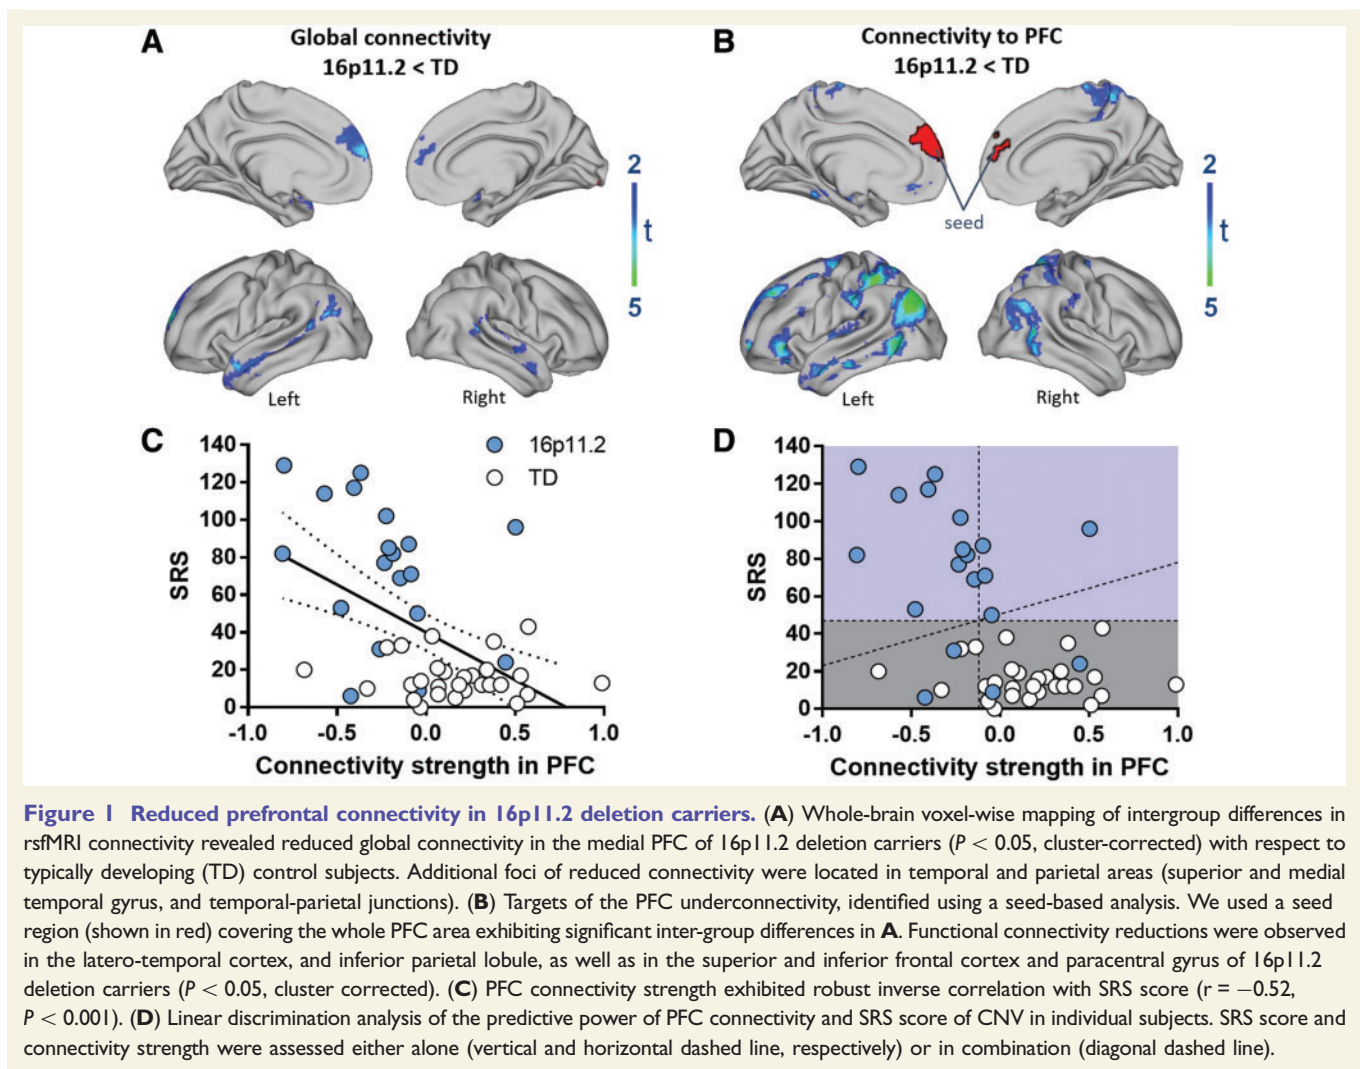 A
Global connectivity
16p11.2 < TD
2
t
5
Left
Right
B
Connectivity to PFC
16p11.2 < TD
seed
2
t
5
Left
Right
C
16p11.2
TD
SRS
140
120
100
80
60
40
20
0
-1.0 -0.5 0.0 0.5 1.0
Connectivity strength in PFC
D
SRS
140
120
100
80
60
40
20
0
-1.0 -0.5 0.0 0.5 1.0
Connectivity strength in PFC
Figure 1 Reduced prefrontal connectivity in 16p11.2 deletion carriers. (A) Whole-brain voxel-wise mapping of intergroup differences in
rsfMRI connectivity revealed reduced global connectivity in the medial PFC of 16p11.2 deletion carriers (P < 0.05, cluster-corrected) with respect to
typically developing (TD) control subjects. Additional foci of reduced connectivity were located in temporal and parietal areas (superior and medial
temporal gyrus, and temporal-parietal junctions). (B) Targets of the PFC underconnectivity, identified using a seed-based analysis. We used a seed
region (shown in red) covering the whole PFC area exhibiting significant inter-group differences in A. Functional connectivity reductions were observed
in the latero-temporal cortex, and inferior parietal lobule, as well as in the superior and inferior frontal cortex and paracentral gyrus of 16p11.2
deletion carriers (P < 0.05, cluster corrected). (C) PFC connectivity strength exhibited robust inverse correlation with SRS score (r = −0.52,
P < 0.001). (D) Linear discrimination analysis of the predictive power of PFC connectivity and SRS score of CNV in individual subjects. SRS score and
connectivity strength were assessed either alone (vertical and horizontal dashed line, respectively) or in combination (diagonal dashed line).